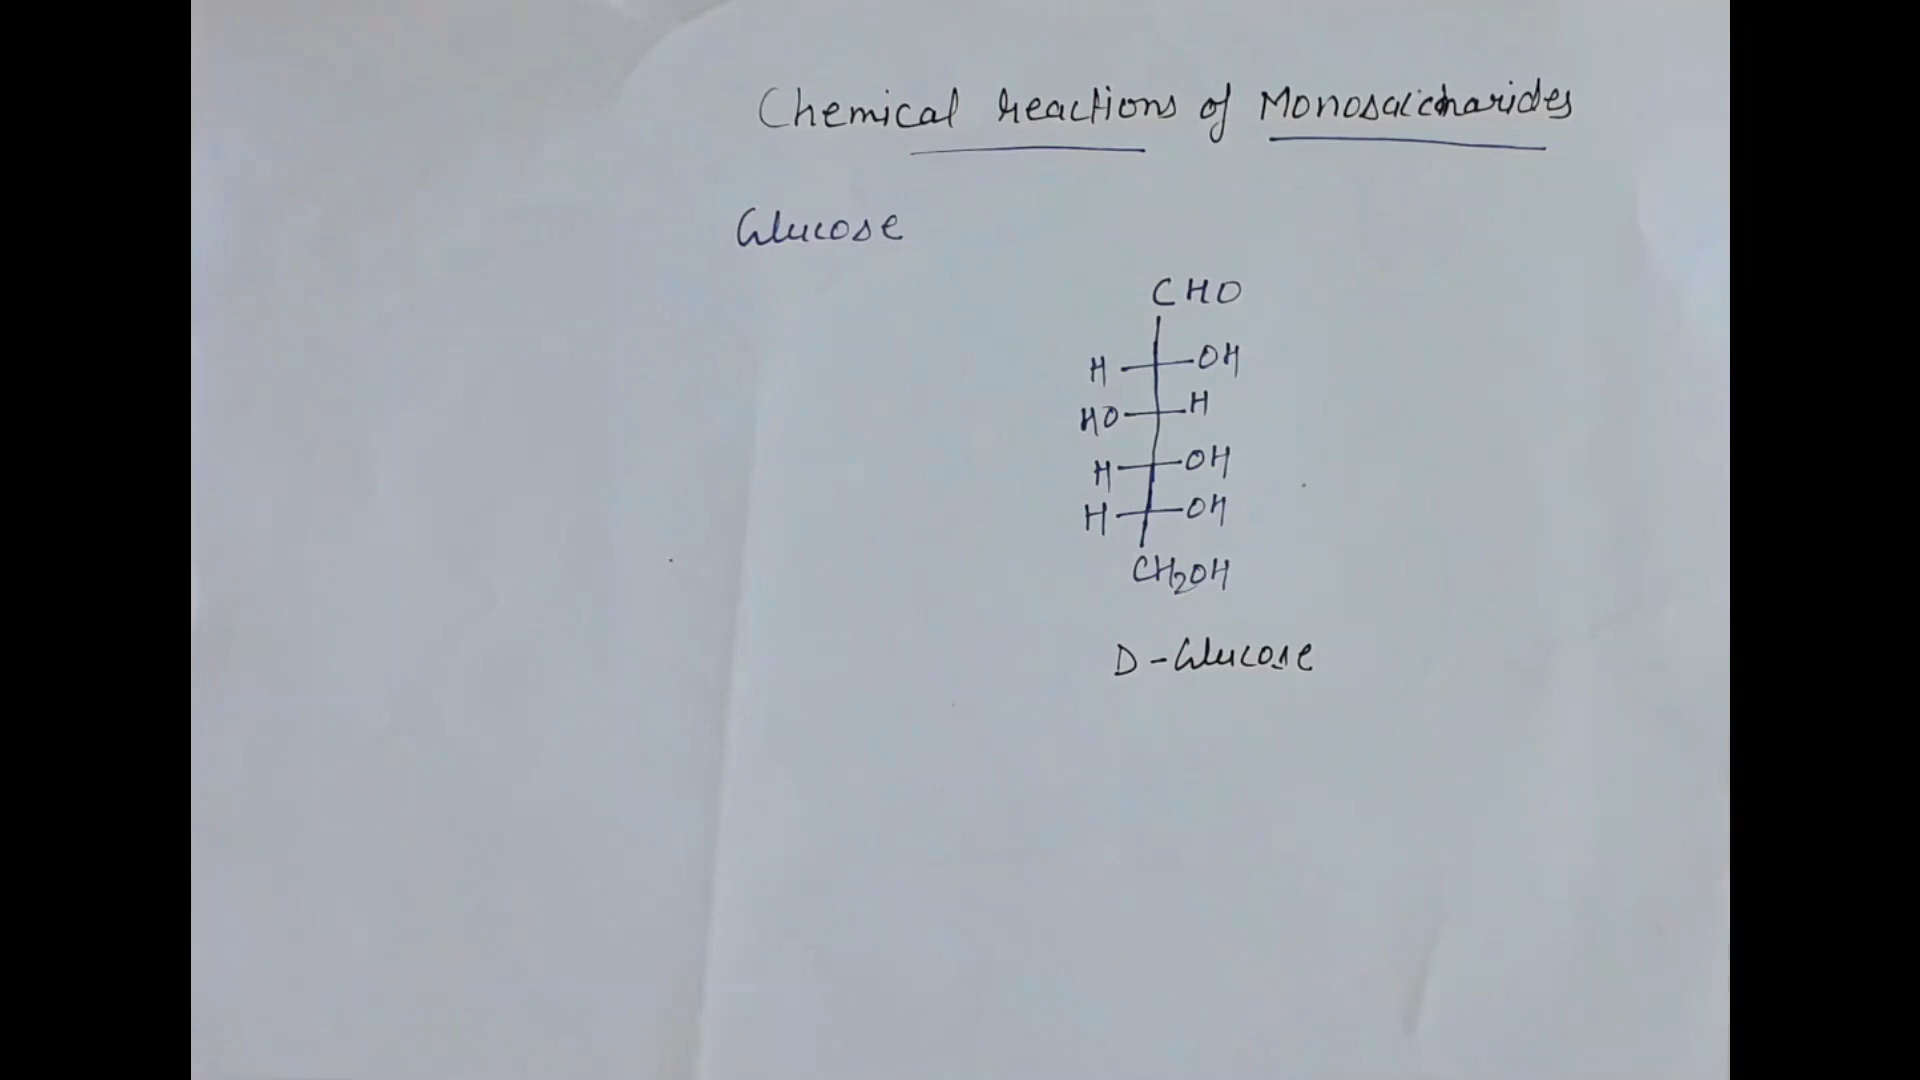 Chemical reactions of Monosaccharides
Glucose
CHO
H OH
HO H
H OH
H OH
CH₂OH
D-Glucose